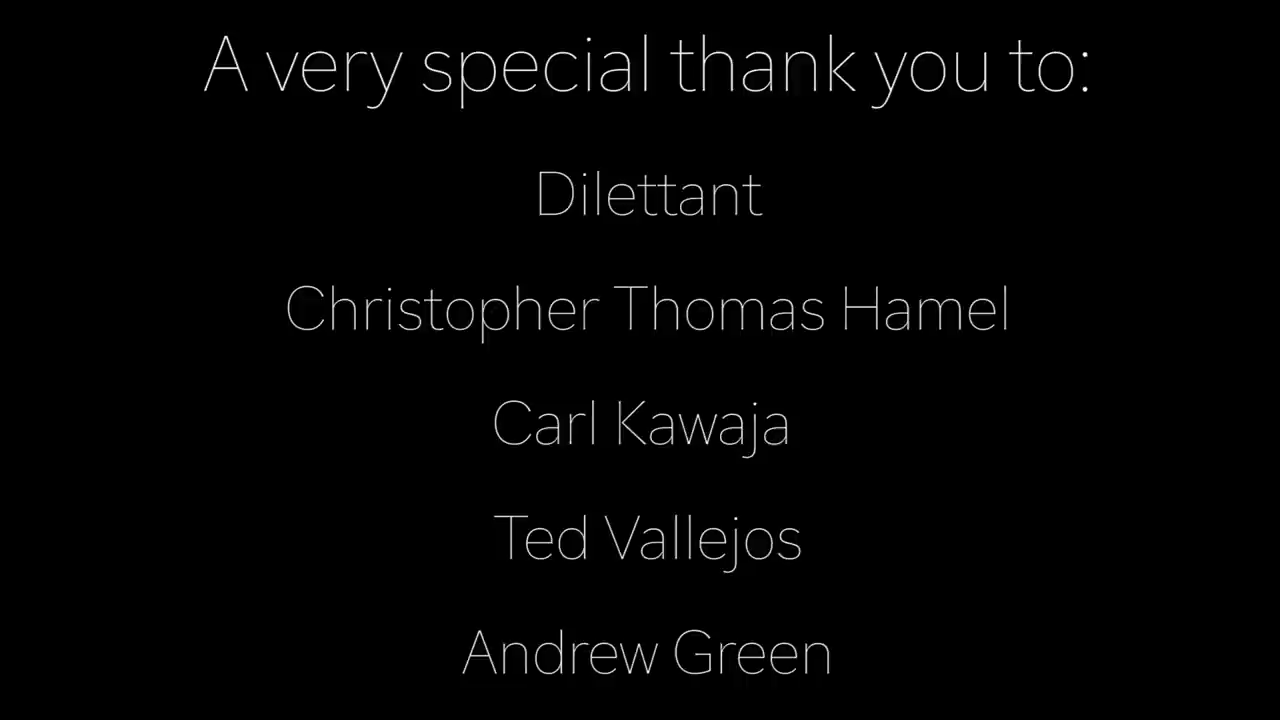 A very special thank you to:
Dilettant
Christopher Thomas Hamel
Carl Kawaja
Ted Vallejos
Andrew Green